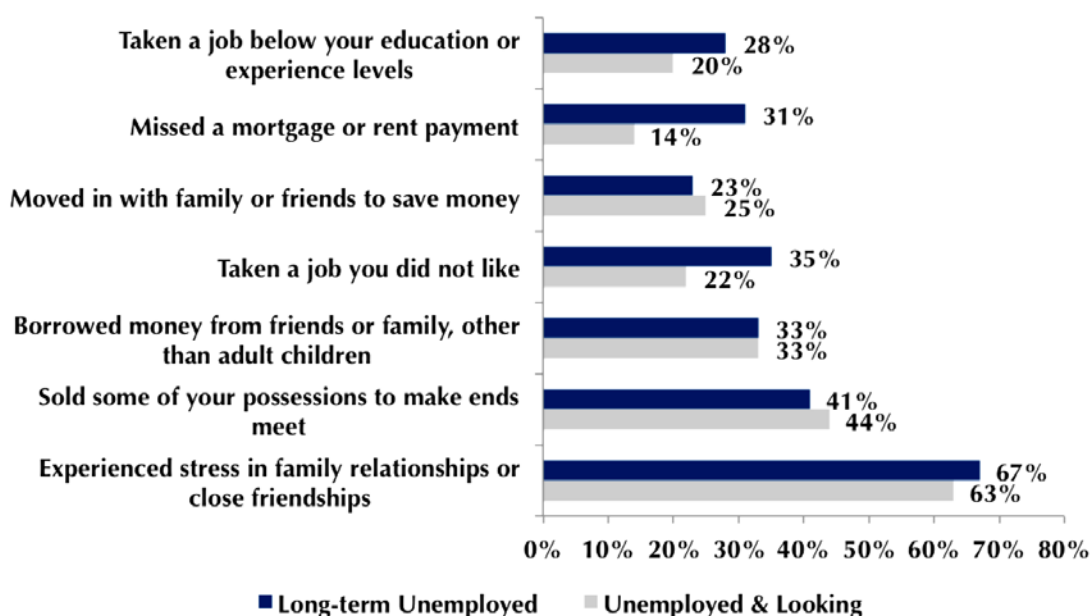 Taken a job below your education or
experience levels
28%
20%
Missed a mortgage or rent payment
31%
14%
Moved in with family or friends to save money
23%
25%
Taken a job you did not like
35%
22%
Borrowed money from friends or family, other
than adult children
33%
33%
Sold some of your possessions to make ends
meet
41%
44%
Experienced stress in family relationships or
close friendships
67%
63%
0% 10% 20% 30% 40% 50% 60% 70% 80%
Long-term Unemployed Unemployed & Looking